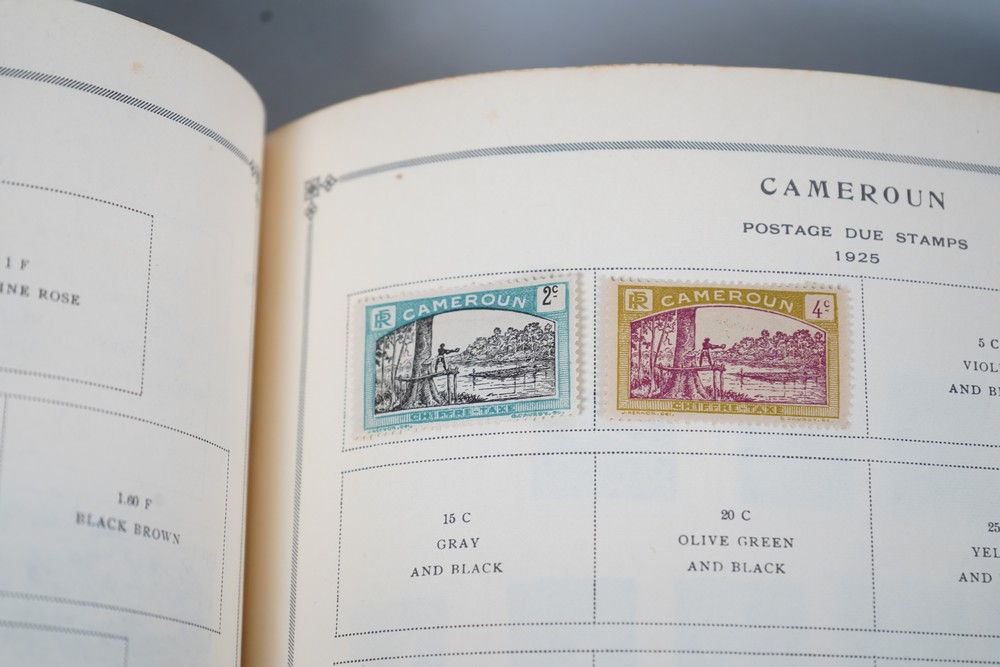 1 F
INE ROSE
1.60 F
BLACK BROWN
CAMEROUN
POSTAGE DUE STAMPS
1925
RF CAMEROUN 2c
CHIFFRE-TAXE
RF CAMEROUN 4c
CHIFFRE-TAXE
5 C
VIOL
AND B
15 C
GRAY
AND BLACK
20 C
OLIVE GREEN
AND BLACK
25
YEL
AND